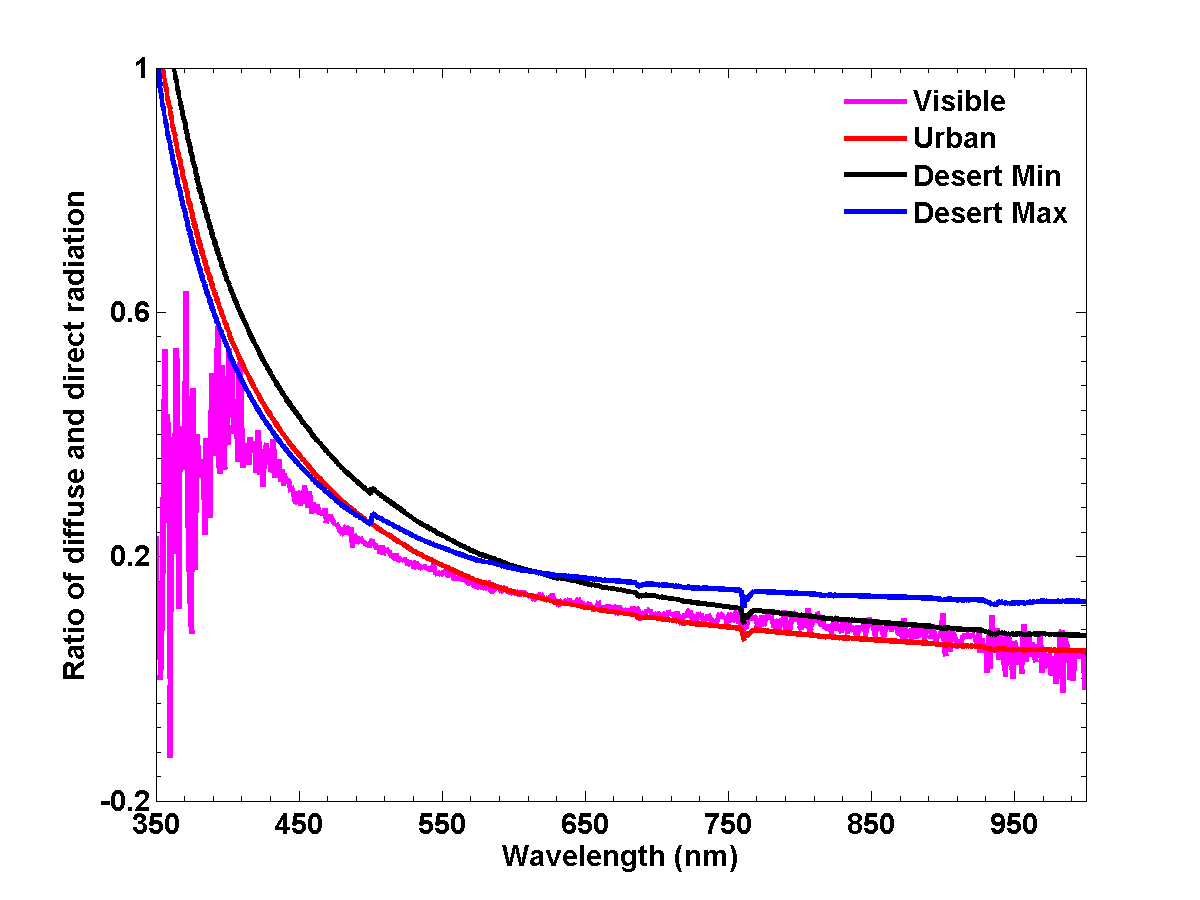 1
0.6
0.2
-0.2
Ratio of diffuse and direct radiation
Visible
Urban
Desert Min
Desert Max
350 450 550 650 750 850 950
Wavelength (nm)